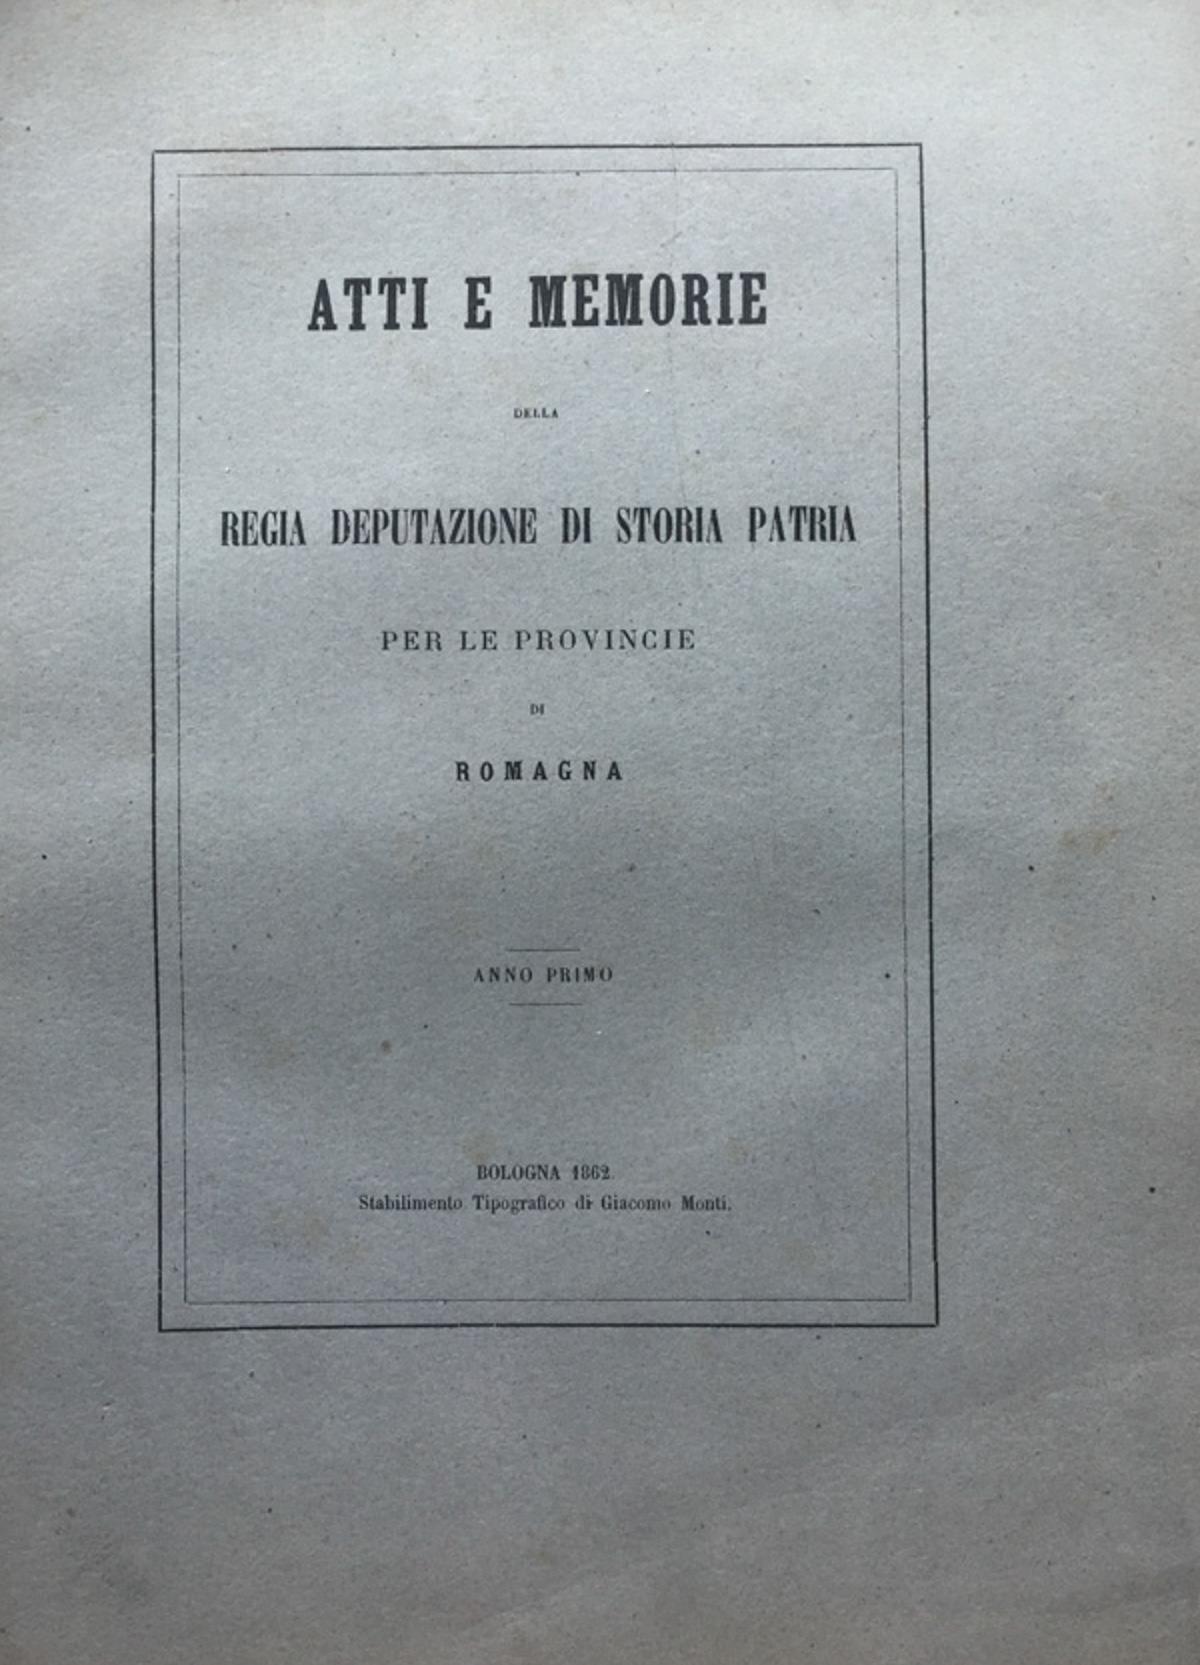 ATTI E MEMORIE
DELLA
REGIA DEPUTAZIONE DI STORIA PATRIA
PER LE PROVINCIE
DI
ROMAGNA
ANNO PRIMO
BOLOGNA 1862.
Stabilimento Tipografico di Giacomo Monti.